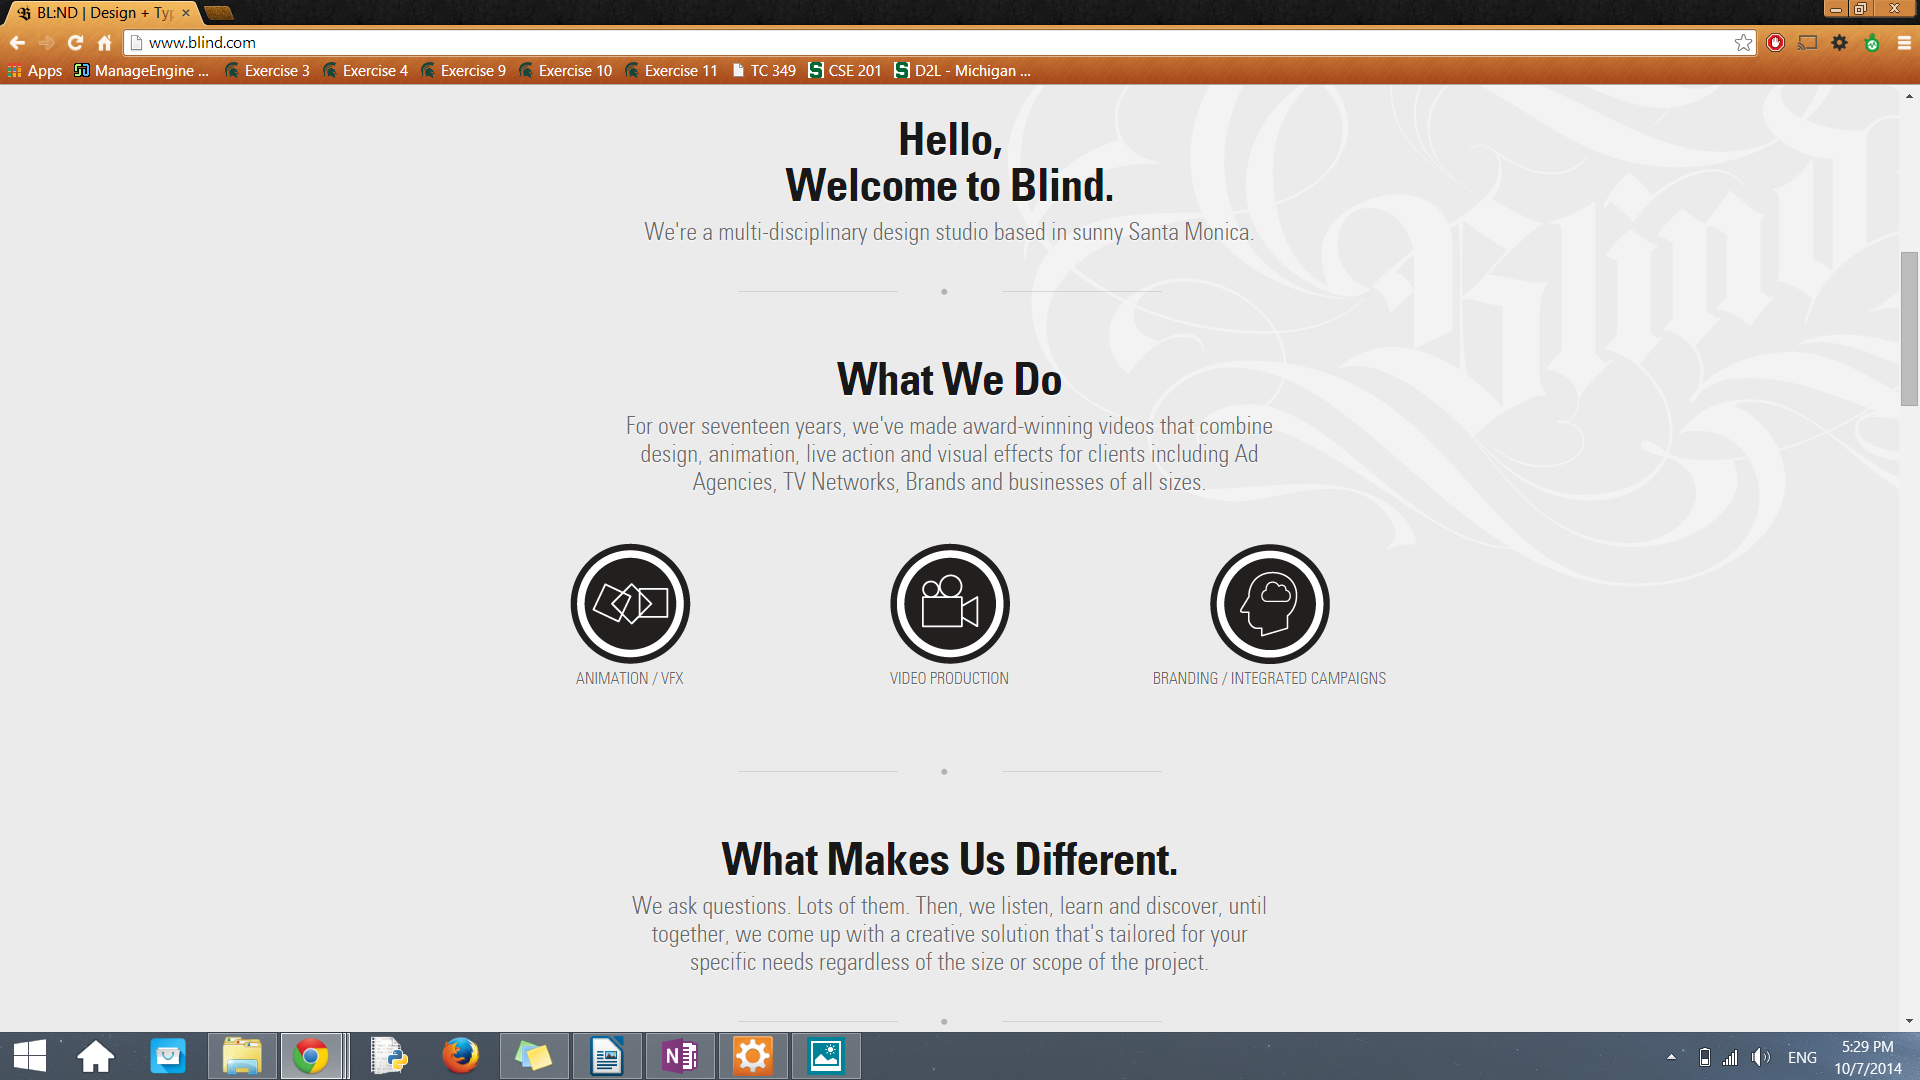 BL:ND | Design + Typ
www.blind.com
Apps
ManageEngine ...
Exercise 3
Exercise 4
Exercise 9
Exercise 10
Exercise 11
TC 349
CSE 201
D2L - Michigan ...
Blind
Hello,
Welcome to Blind.
We're a multi-disciplinary design studio based in sunny Santa Monica.
What We Do
For over seventeen years, we've made award-winning videos that combine
design, animation, live action and visual effects for clients including Ad
Agencies, TV Networks, Brands and businesses of all sizes.
ANIMATION / VFX
VIDEO PRODUCTION
BRANDING / INTEGRATED CAMPAIGNS
What Makes Us Different.
We ask questions. Lots of them. Then, we listen, learn and discover, until
together, we come up with a creative solution that's tailored for your
specific needs regardless of the size or scope of the project.
ENG
5:29 PM
10/7/2014